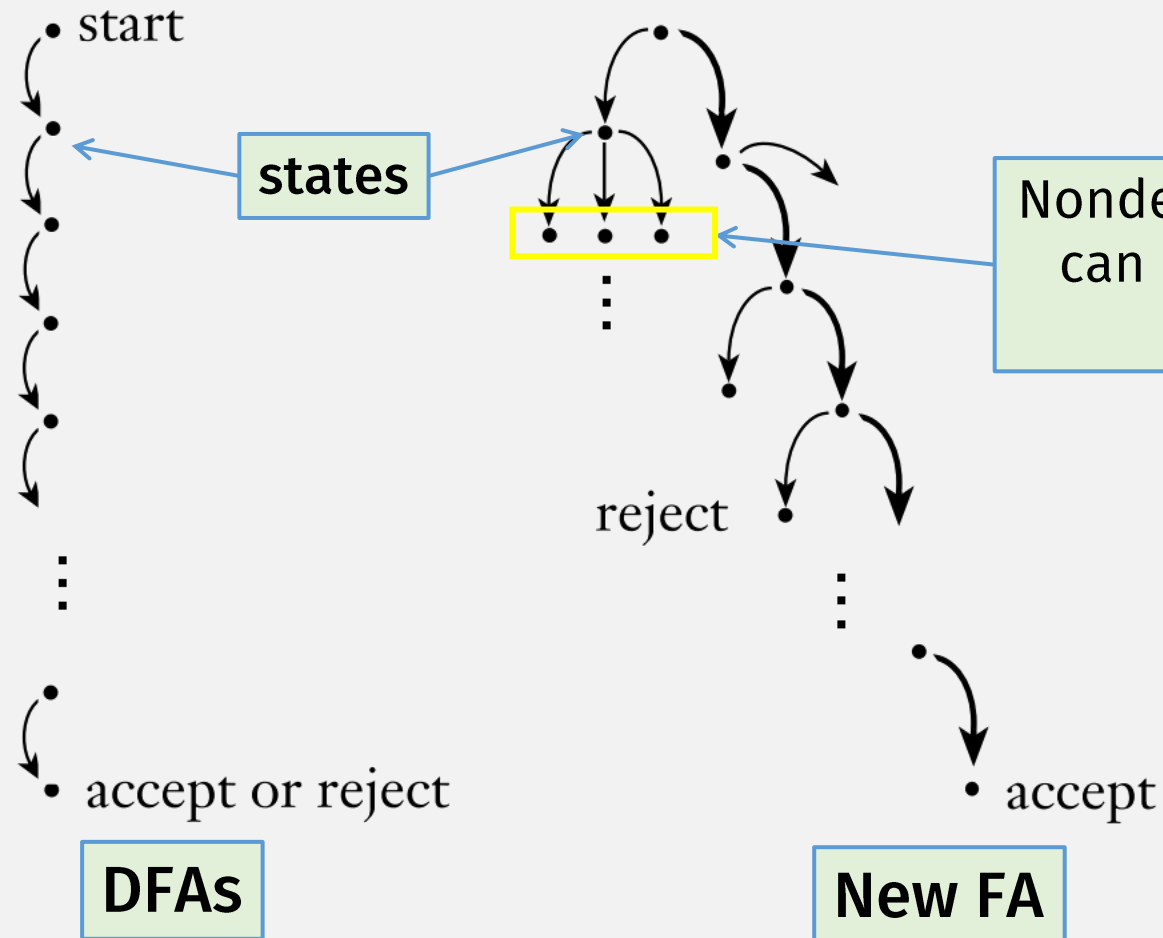 start
states
Nonde
can
reject
accept or reject
accept
DFAs
New FA